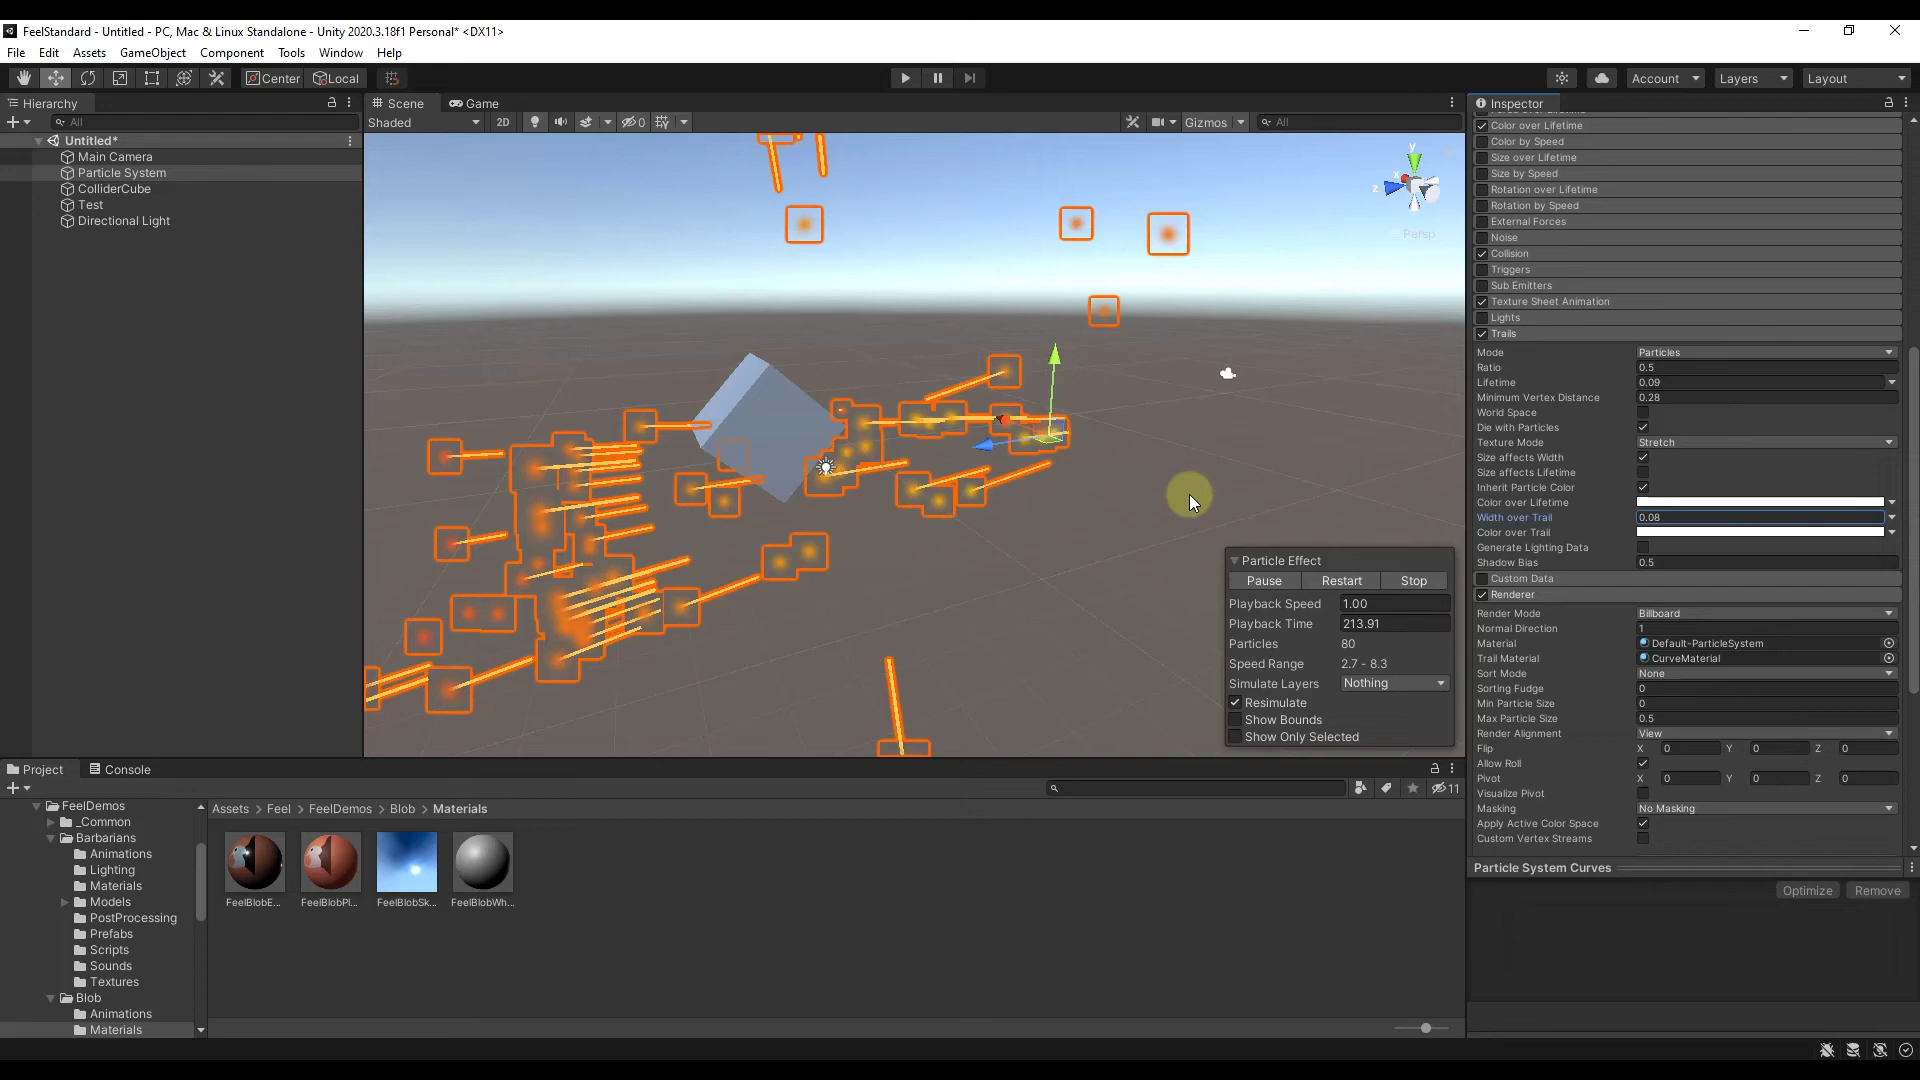 FeelStandard - Untitled - PC, Mac & Linux Standalone - Unity 2020.3.18f1 Personal* <DX11>
File Edit Assets GameObject Component Tools Jobs Window Help
Center Local Account Layers Layout
Hierarchy
All
Untitled*
Main Camera
Particle System
ColliderCube
Test
Directional Light
Scene Game
Shaded 2D 0 Gizmos All
y
x
z
Persp
Particle Effect
Pause Restart Stop
Playback Speed 1.00
Playback Time 213.91
Particles 80
Speed Range 2.7 - 8.3
Simulate Layers Nothing
Resimulate
Show Bounds
Show Only Selected
Inspector
Color over Lifetime
Color by Speed
Size over Lifetime
Size by Speed
Rotation over Lifetime
Rotation by Speed
External Forces
Noise
Collision
Triggers
Sub Emitters
Texture Sheet Animation
Lights
Trails
Mode Particles
Ratio 0.5
Lifetime 0.09
Minimum Vertex Distance 0.28
World Space
Die with Particles
Texture Mode Stretch
Size affects Width
Size affects Lifetime
Inherit Particle Color
Color over Lifetime
Width over Trail 0.08
Color over Trail
Generate Lighting Data
Shadow Bias 0.5
Custom Data
Renderer
Render Mode Billboard
Normal Direction 1
Material Default-ParticleSystem
Trail Material CurveMaterial
Sort Mode None
Sorting Fudge 0
Min Particle Size 0
Max Particle Size 0.5
Render Alignment View
Flip X 0 Y 0 Z 0
Allow Roll
Pivot X 0 Y 0 Z 0
Visualize Pivot
Masking No Masking
Apply Active Color Space
Custom Vertex Streams
Particle System Curves
Optimize Remove
Project Console
11
FeelDemos
_Common
Barbarians
Animations
Lighting
Materials
Models
PostProcessing
Prefabs
Scripts
Sounds
Textures
Blob
Animations
Materials
Assets > Feel > FeelDemos > Blob > Materials
FeelBlobE... FeelBlobPl... FeelBlobSk... FeelBlobWh...